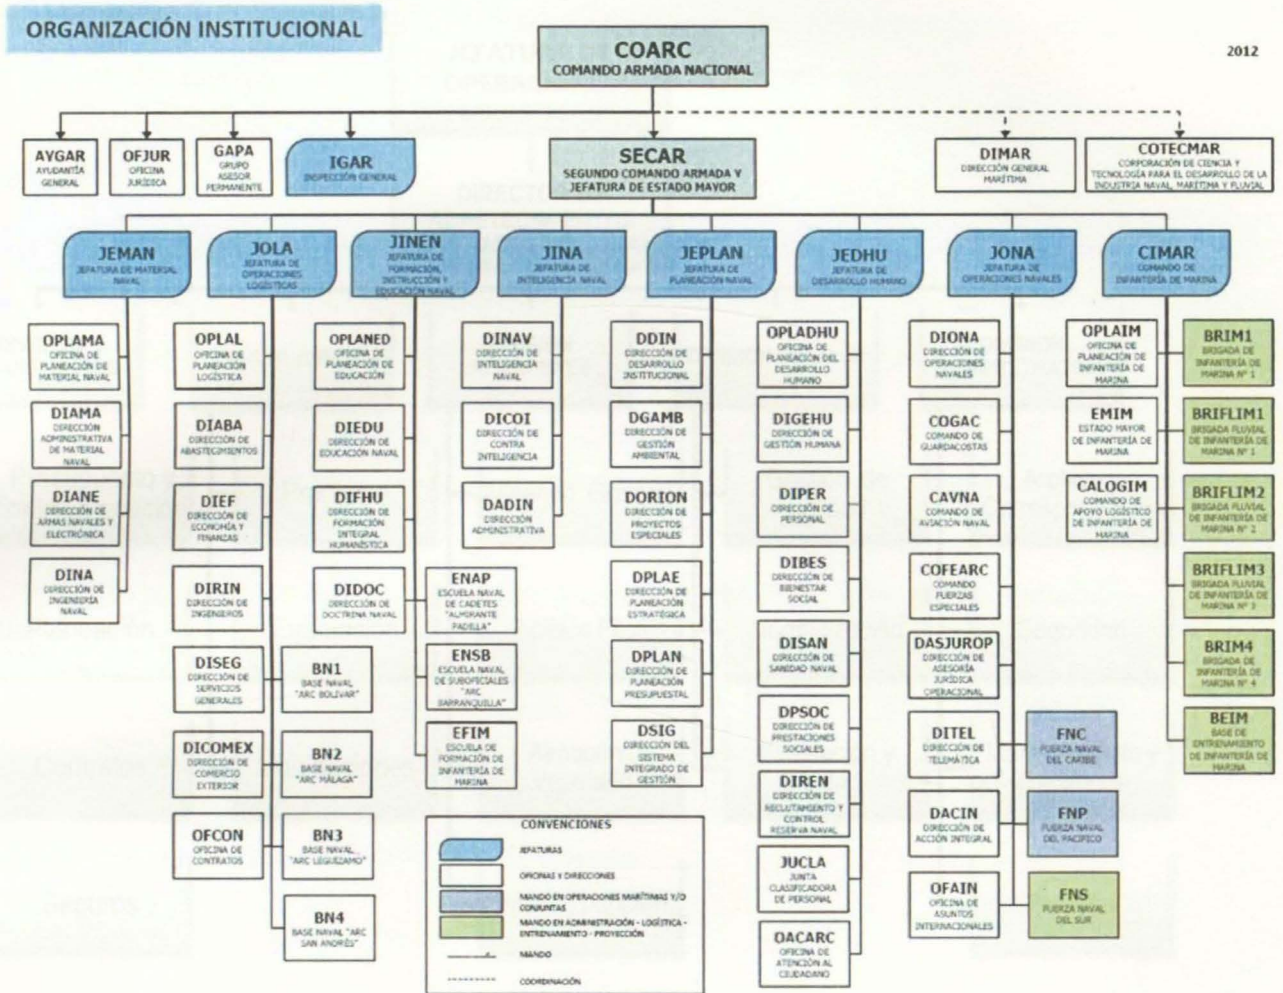 ORGANIZACIÓN INSTITUCIONAL
2012
COARC
COMANDO ARMADA NACIONAL
AYGAR
AYUDANTÍA
GENERAL
OFJUR
OFICINA
JURÍDICA
GAPA
GRUPO
ASESOR
PERMANENTE
IGAR
INSPECCIÓN GENERAL
SECAR
SEGUNDO COMANDO ARMADA Y
JEFATURA DE ESTADO MAYOR
DIMAR
DIRECCIÓN GENERAL
MARÍTIMA
COTECMAR
CORPORACIÓN DE CIENCIA Y
TECNOLOGÍA PARA EL DESARROLLO DE LA
INDUSTRIA NAVAL, MARÍTIMA Y FLUVIAL
JEMAN
JEFATURA DE MATERIAL
NAVAL
JOLA
JEFATURA DE
OPERACIONES
LOGÍSTICAS
JINEN
JEFATURA DE
FORMACIÓN,
INSTRUCCIÓN Y
EDUCACIÓN NAVAL
JINA
JEFATURA DE
INTELIGENCIA NAVAL
JEPLAN
JEFATURA DE
PLANEACIÓN NAVAL
JEDHU
JEFATURA DE
DESARROLLO HUMANO
JONA
JEFATURA DE
OPERACIONES NAVALES
CIMAR
COMANDO DE
INFANTERÍA DE MARINA
OPLAMA
OFICINA DE
PLANEACIÓN DE
MATERIAL NAVAL
DIAMA
DIRECCIÓN
ADMINISTRATIVA
DE MATERIAL
NAVAL
DIANE
DIRECCIÓN DE
ARMAS NAVALES Y
ELECTRÓNICA
DINA
DIRECCIÓN DE
INGENIERÍA
NAVAL
OPLAL
OFICINA DE
PLANEACIÓN
LOGÍSTICA
DIABA
DIRECCIÓN DE
ABASTECIMIENTOS
DIEF
DIRECCIÓN DE
ECONOMÍA Y
FINANZAS
DIRIN
DIRECCIÓN DE
INGENIEROS
DISEG
DIRECCIÓN DE
SERVICIOS
GENERALES
DICOMEX
DIRECCIÓN DE
COMERCIO
EXTERIOR
OFCON
OFICINA DE
CONTRATOS
BN1
BASE NAVAL
"ARC BOLIVAR"
BN2
BASE NAVAL
"ARC MÁLAGA"
BN3
BASE NAVAL
"ARC LEGUÍZAMO"
BN4
BASE NAVAL "ARC
SAN ANDRÉS"
OPLANED
OFICINA DE
PLANEACIÓN DE
EDUCACIÓN
DIEDU
DIRECCIÓN DE
EDUCACIÓN NAVAL
DIFHU
DIRECCIÓN DE
FORMACIÓN
INTEGRAL
HUMANÍSTICA
DIDOC
DIRECCIÓN DE
DOCTRINA NAVAL
ENAP
ESCUELA NAVAL
DE CADETES
"ALMIRANTE
PADILLA"
ENSB
ESCUELA NAVAL
DE SUBOFICIALES "ARC
BARRANQUILLA"
EFIM
ESCUELA DE
FORMACIÓN DE
INFANTERÍA DE
MARINA
DINAV
DIRECCIÓN DE
INTELIGENCIA
NAVAL
DICOI
DIRECCIÓN DE
CONTRA
INTELIGENCIA
DADIN
DIRECCIÓN
ADMINISTRATIVA
DDIN
DIRECCIÓN DE
DESARROLLO
INSTITUCIONAL
DGAMB
DIRECCIÓN DE
GESTIÓN
AMBIENTAL
DORION
DIRECCIÓN DE
PROYECTOS
ESPECIALES
DPLAE
DIRECCIÓN DE
PLANEACIÓN
ESTRATÉGICA
DPLAN
DIRECCIÓN DE
PLANEACIÓN
PRESUPUESTAL
DSIG
DIRECCIÓN DEL
SISTEMA
INTEGRADO DE
GESTIÓN
OPLADHU
OFICINA DE
PLANEACIÓN DEL
DESARROLLO
HUMANO
DIGEHU
DIRECCIÓN DE
GESTIÓN HUMANA
DIPER
DIRECCIÓN DE
PERSONAL
DIBES
DIRECCIÓN DE
BIENESTAR
SOCIAL
DISAN
DIRECCIÓN DE
SANIDAD NAVAL
DPSOC
DIRECCIÓN DE
PRESTACIONES
SOCIALES
DIREN
DIRECCIÓN DE
RECLUTAMIENTO Y
CONTROL
RESERVA NAVAL
JUCLA
JUNTA
CLASIFICADORA
DE PERSONAL
OACARC
OFICINA DE
ATENCIÓN AL
CIUDADANO
DIONA
DIRECCIÓN DE
OPERACIONES
NAVALES
COGAC
COMANDO DE
GUARDACOSTAS
CAVNA
COMANDO DE
AVIACIÓN NAVAL
COFEARC
COMANDO
FUERZAS
ESPECIALES
DASJUROP
DIRECCIÓN DE
ASESORÍA
JURÍDICA
OPERACIONAL
DITEL
DIRECCIÓN DE
TELEMÁTICA
DACIN
DIRECCIÓN DE
ACCIÓN INTEGRAL
OFAIN
OFICINA DE
ASUNTOS
INTERNACIONALES
FNC
FUERZA NAVAL
DEL CARIBE
FNP
FUERZA NAVAL
DEL PACÍFICO
FNS
FUERZA NAVAL
DEL SUR
OPLAIM
OFICINA DE
PLANEACIÓN DE
INFANTERÍA DE
MARINA
EMIM
ESTADO MAYOR
DE INFANTERÍA DE
MARINA
CALOGIM
COMANDO DE
APOYO LOGÍSTICO
DE INFANTERÍA DE
MARINA
BRIM1
BRIGADA DE
INFANTERÍA DE
MARINA Nº 1
BRIFLIM1
BRIGADA FLUVIAL
DE INFANTERÍA DE
MARINA Nº 1
BRIFLIM2
BRIGADA FLUVIAL
DE INFANTERÍA DE
MARINA Nº 2
BRIFLIM3
BRIGADA FLUVIAL
DE INFANTERÍA DE
MARINA Nº 3
BRIM4
BRIGADA DE
INFANTERÍA DE
MARINA Nº 4
BEIM
BASE DE
ENTRENAMIENTO
DE INFANTERÍA DE
MARINA
CONVENCIONES
JEFATURAS
OFICINAS Y DIRECCIONES
MANDO EN OPERACIONES MARÍTIMAS Y/O
CONJUNTAS
MANDO EN ADMINISTRACIÓN - LOGÍSTICA -
ENTRENAMIENTO - PROYECCIÓN
MANDO
COORDINACIÓN